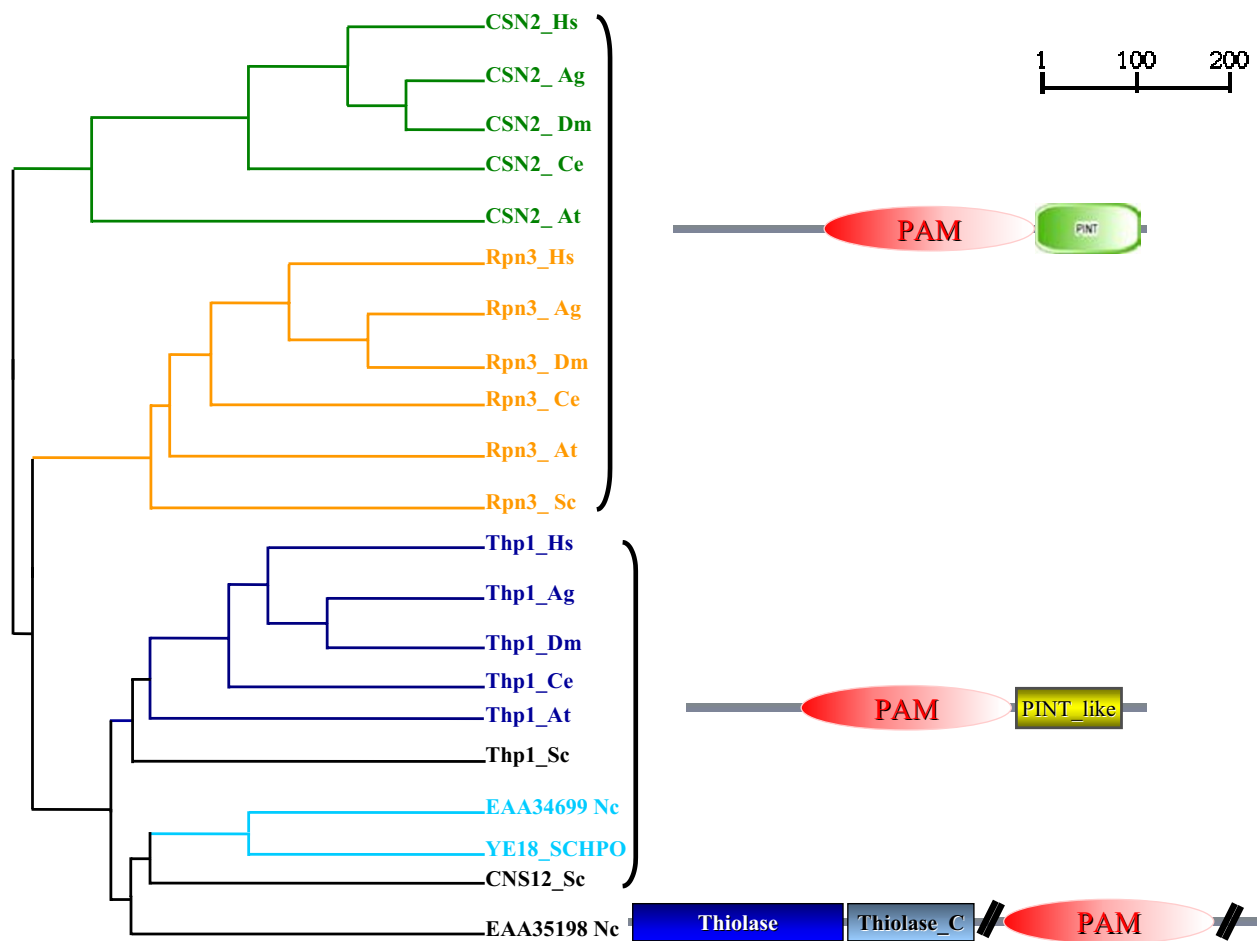 CSN2_Hs
1 100 200
CSN2_ Ag
CSN2_ Dm
CSN2_ Ce
CSN2_ At
PAM PINT
Rpn3_Hs
Rpn3_ Ag
Rpn3_ Dm
Rpn3_ Ce
Rpn3_ At
Rpn3_ Sc
Thp1_Hs
Thp1_Ag
Thp1_Dm
Thp1_Ce
PAM PINT_like
Thp1_At
Thp1_Sc
EAA34699 Nc
YE18_SCHPO
CNS12_Sc
EAA35198 Nc Thiolase Thiolase_C PAM